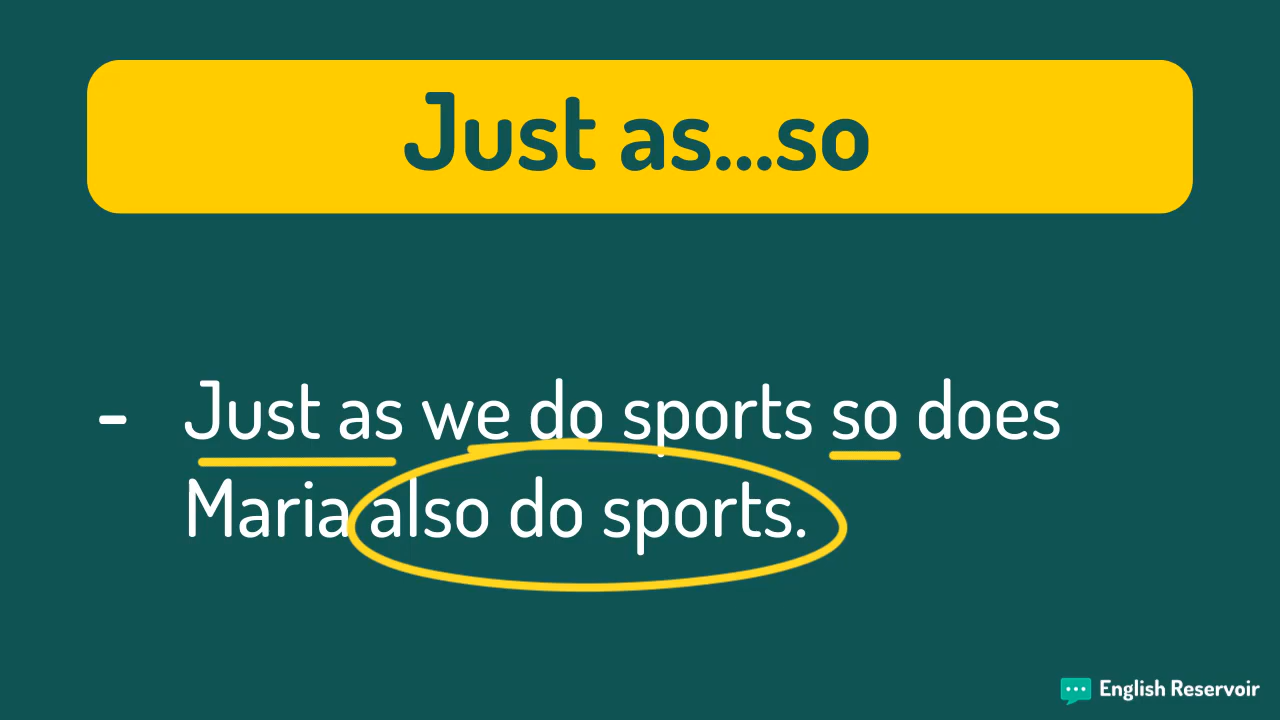 Just as...so
- Just as we do sports so does
Maria also do sports.
English Reservoir